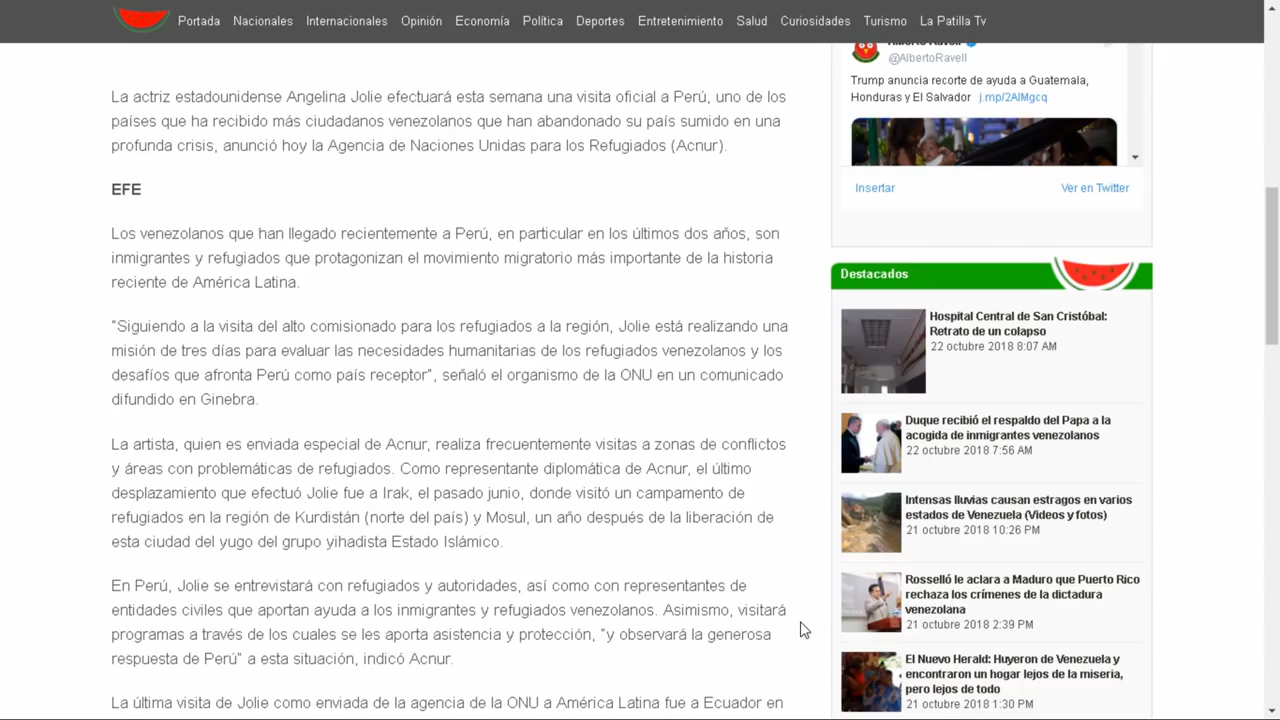 Portada Nacionales Internacionales Opinión Economía Política Deportes Entretenimiento Salud Curiosidades Turismo La Patilla Tv
La actriz estadounidense Angelina Jolie efectuará esta semana una visita oficial a Perú, uno de los
países que ha recibido más ciudadanos venezolanos que han abandonado su país sumido en una
profunda crisis, anunció hoy la Agencia de Naciones Unidas para los Refugiados (Acnur).
EFE
Los venezolanos que han llegado recientemente a Perú, en particular en los últimos dos años, son
inmigrantes y refugiados que protagonizan el movimiento migratorio más importante de la historia
reciente de América Latina.
"Siguiendo a la visita del alto comisionado para los refugiados a la región, Jolie está realizando una
misión de tres días para evaluar las necesidades humanitarias de los refugiados venezolanos y los
desafíos que afronta Perú como país receptor", señaló el organismo de la ONU en un comunicado
difundido en Ginebra.
La artista, que es enviada especial de Acnur, realiza frecuentemente visitas a zonas de conflictos
y áreas con problemáticas de refugiados. Como representante diplomática de Acnur, el último
desplazamiento que efectuó Jolie fue a Irak, el pasado junio, donde visitó un campamento de
refugiados en la región de Kurdistán (norte del país) y Mosul, un año después de la liberación de
esta ciudad del yugo del grupo yihadista Estado Islámico.
En Perú, Jolie se entrevistará con refugiados y autoridades, así como con representantes de
entidades civiles que aportan ayuda a los inmigrantes y refugiados venezolanos. Asimismo, visitará
programas a través de los cuales se les aporta asistencia y protección, "y observará la generosa
respuesta de Perú" a esta situación, indicó Acnur.
La última visita de la enviada de la agencia de la ONU a América Latina fue a Ecuador en
Alberto Ravell
@AlbertoRavell
Trump anuncia recorte de ayuda a Guatemala,
Honduras y El Salvador j.mp/2AlMgcq
Insertar Ver en Twitter
Destacados
Hospital Central de San Cristóbal:
Retrato de un colapso
22 octubre 2018 8:07 AM
Duque recibió el respaldo del Papa a la
acogida de inmigrantes venezolanos
22 octubre 2018 7:56 AM
Intensas lluvias causan estragos en varios
estados de Venezuela (Videos y fotos)
21 octubre 2018 10:26 PM
Rosselló le aclara a Maduro que Puerto Rico
rechaza los crímenes de la dictadura
venezolana
21 octubre 2018 2:39 PM
El Nuevo Herald: Huyeron de Venezuela y
encontraron un hogar lejos de la miseria,
pero lejos de todo
21 octubre 2018 1:30 PM